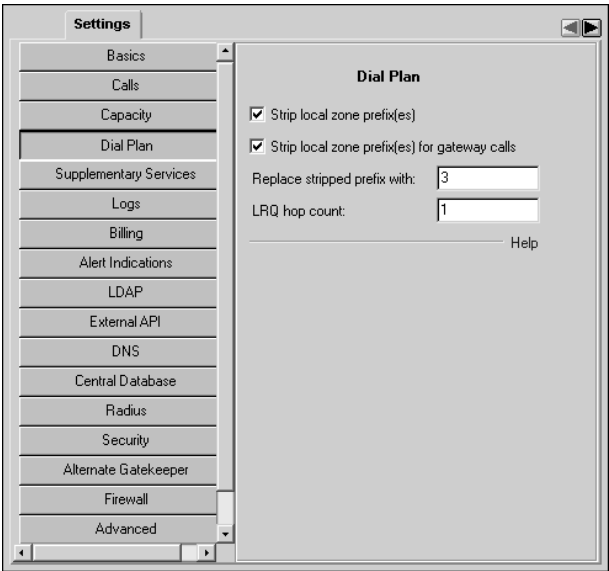 Settings
Basics
Calls
Capacity
Dial Plan
Supplementary Services
Logs
Billing
Alert Indications
LDAP
External API
DNS
Central Database
Radius
Security
Alternate Gatekeeper
Firewall
Advanced
Dial Plan
Strip local zone prefix(es)
Strip local zone prefix(es) for gateway calls
Replace stripped prefix with: 3
LRQ hop count: 1
Help